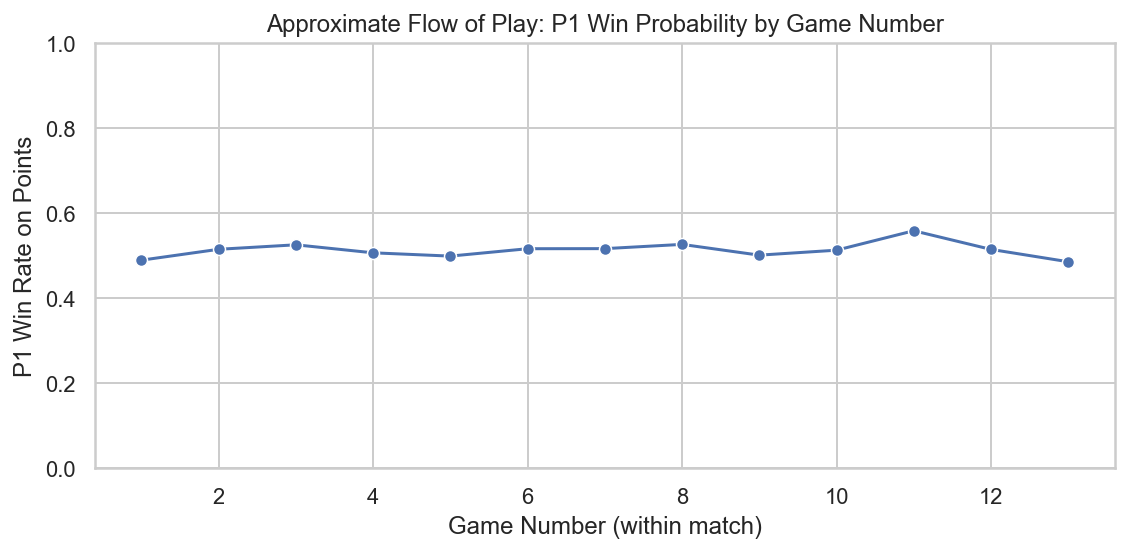 Approximate Flow of Play: P1 Win Probability by Game Number
1.0
0.8
0.6
0.4
0.2
0.0
P1 Win Rate on Points
2 4 6 8 10 12
Game Number (within match)